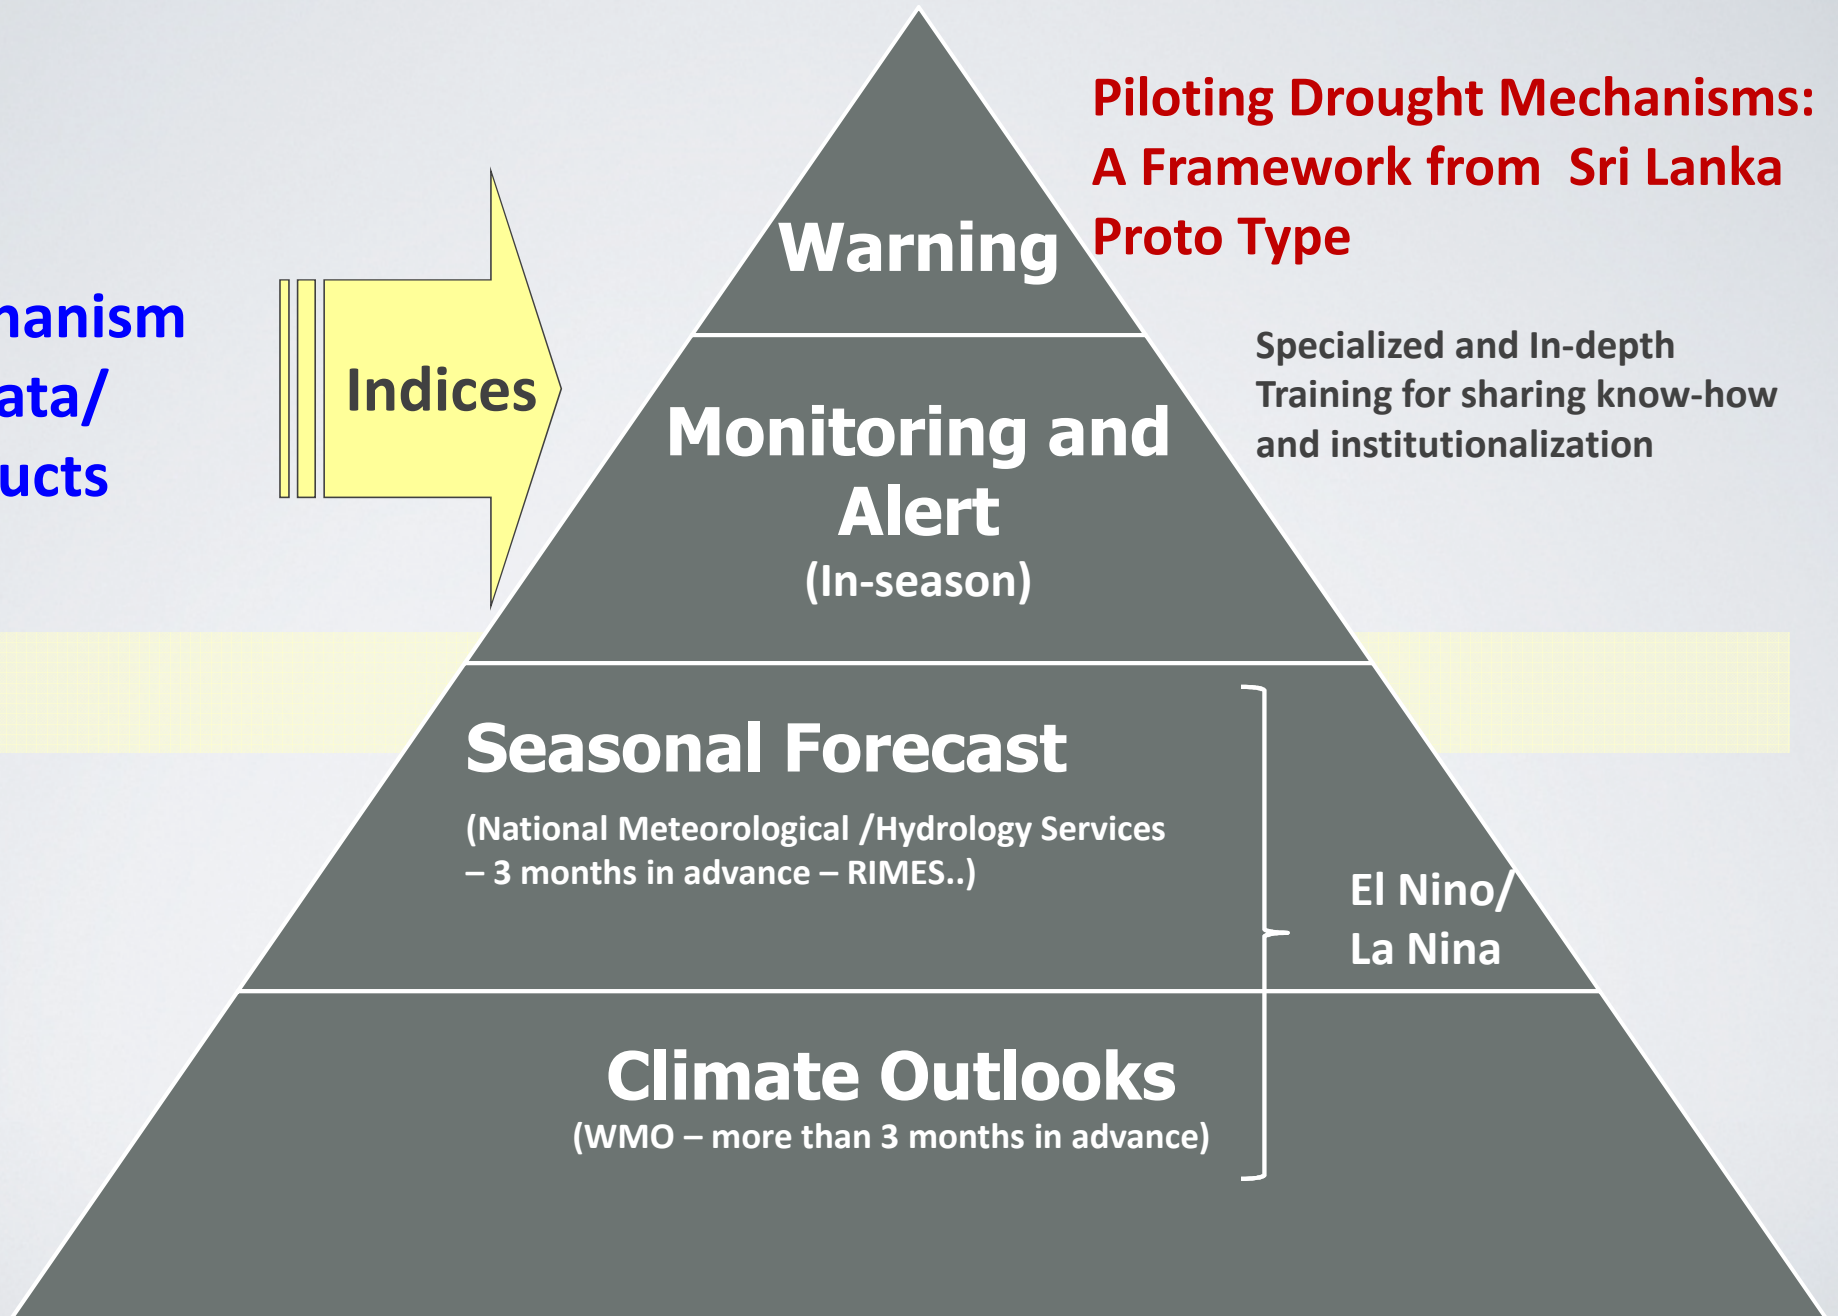 Piloting Drought Mechanisms:
A Framework from Sri Lanka
Proto Type
Warning
hanism
ata/
ucts
Indices
Specialized and In-depth
Training for sharing know-how
and institutionalization
Monitoring and
Alert
(In-season)
Seasonal Forecast
(National Meteorological /Hydrology Services
– 3 months in advance – RIMES..)
El Nino/
La Nina
Climate Outlooks
(WMO – more than 3 months in advance)